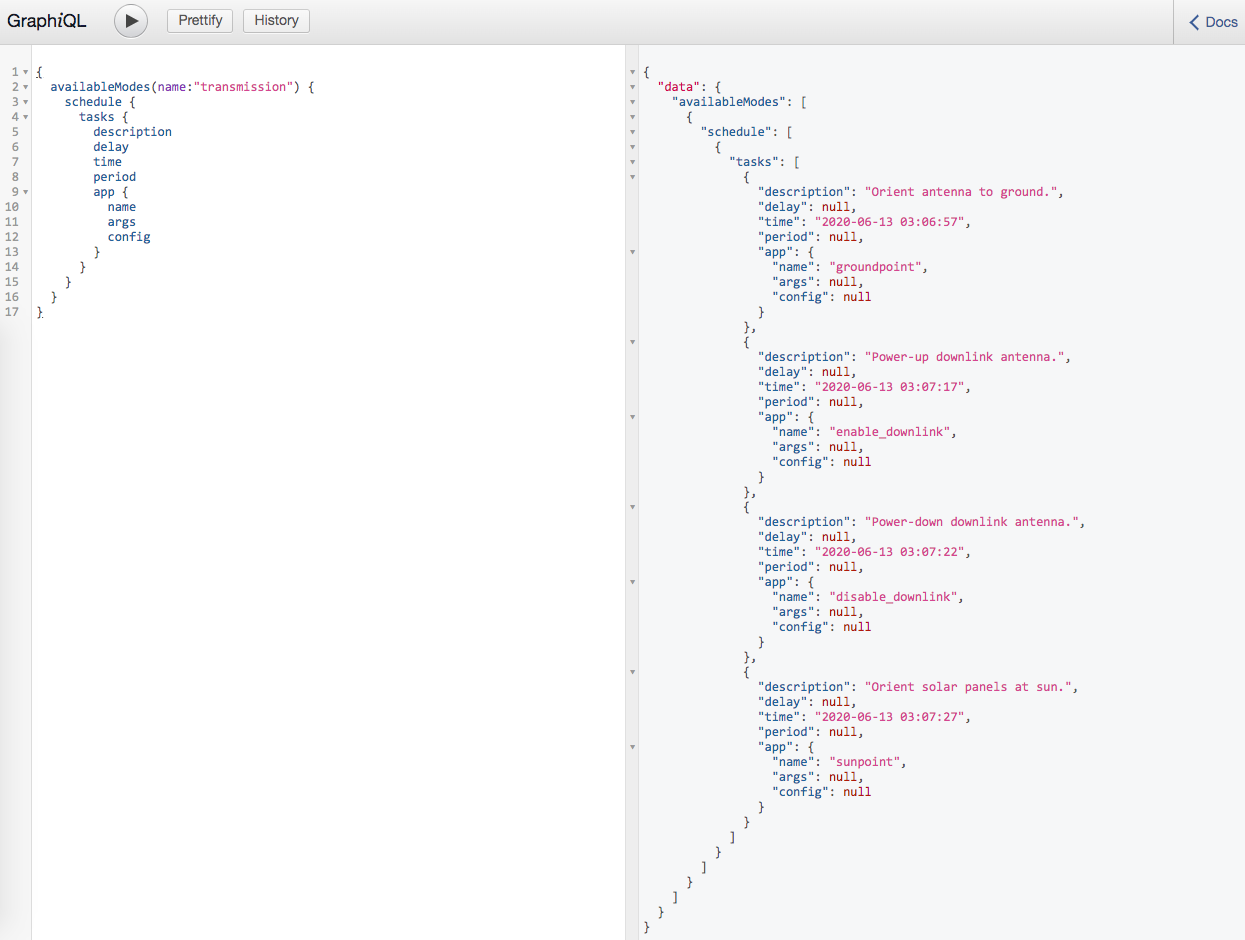 GraphiQL
Prettify
History
Docs
1 {
2 availableModes(name:"transmission") {
3 schedule {
4 tasks {
5 description
6 delay
7 time
8 period
9 app {
10 name
11 args
12 config
13 }
14 }
15 }
16 }
17 }
{
"data": {
"availableModes": [
{
"schedule": [
{
"tasks": [
{
"description": "Orient antenna to ground.",
"delay": null,
"time": "2020-06-13 03:06:57",
"period": null,
"app": {
"name": "groundpoint",
"args": null,
"config": null
}
},
{
"description": "Power-up downlink antenna.",
"delay": null,
"time": "2020-06-13 03:07:17",
"period": null,
"app": {
"name": "enable_downlink",
"args": null,
"config": null
}
},
{
"description": "Power-down downlink antenna.",
"delay": null,
"time": "2020-06-13 03:07:22",
"period": null,
"app": {
"name": "disable_downlink",
"args": null,
"config": null
}
},
{
"description": "Orient solar panels at sun.",
"delay": null,
"time": "2020-06-13 03:07:27",
"period": null,
"app": {
"name": "sunpoint",
"args": null,
"config": null
}
}
]
}
]
}
]
}
}